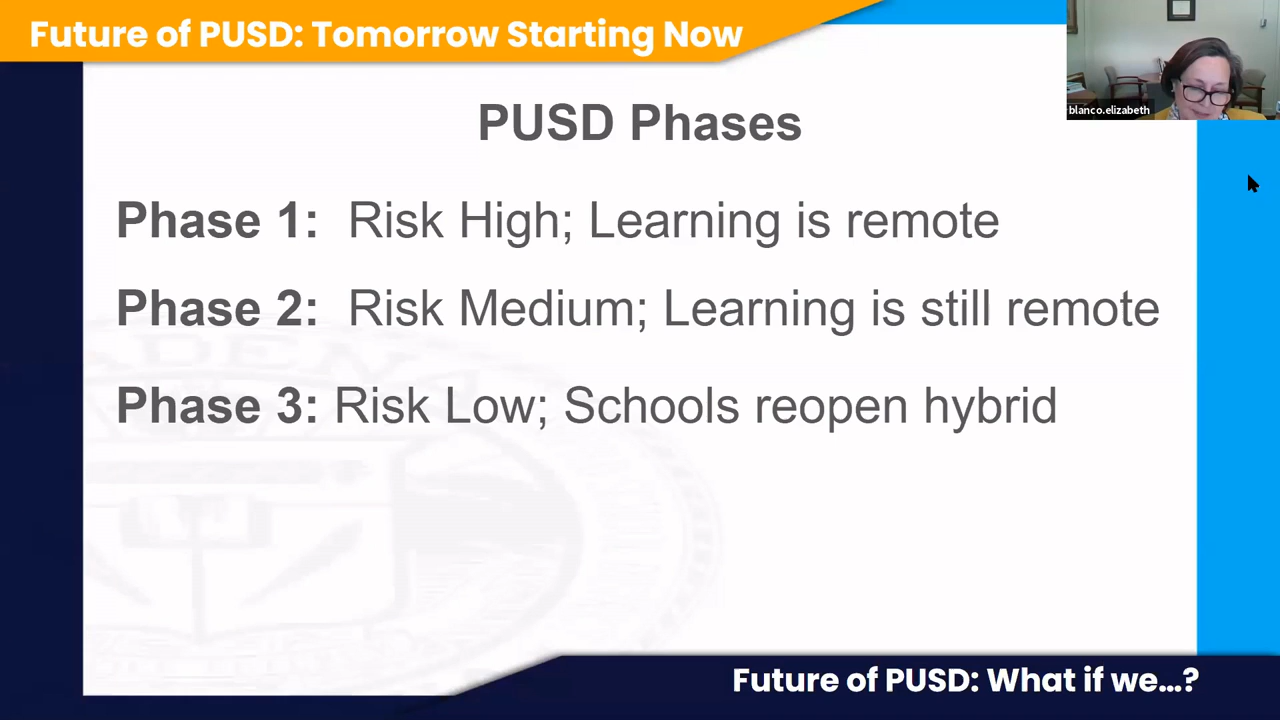 Future of PUSD: Tomorrow Starting Now
blanco.elizabeth
PUSD Phases
Phase 1: Risk High; Learning is remote
Phase 2: Risk Medium; Learning is still remote
Phase 3: Risk Low; Schools reopen hybrid
Future of PUSD: What if we...?